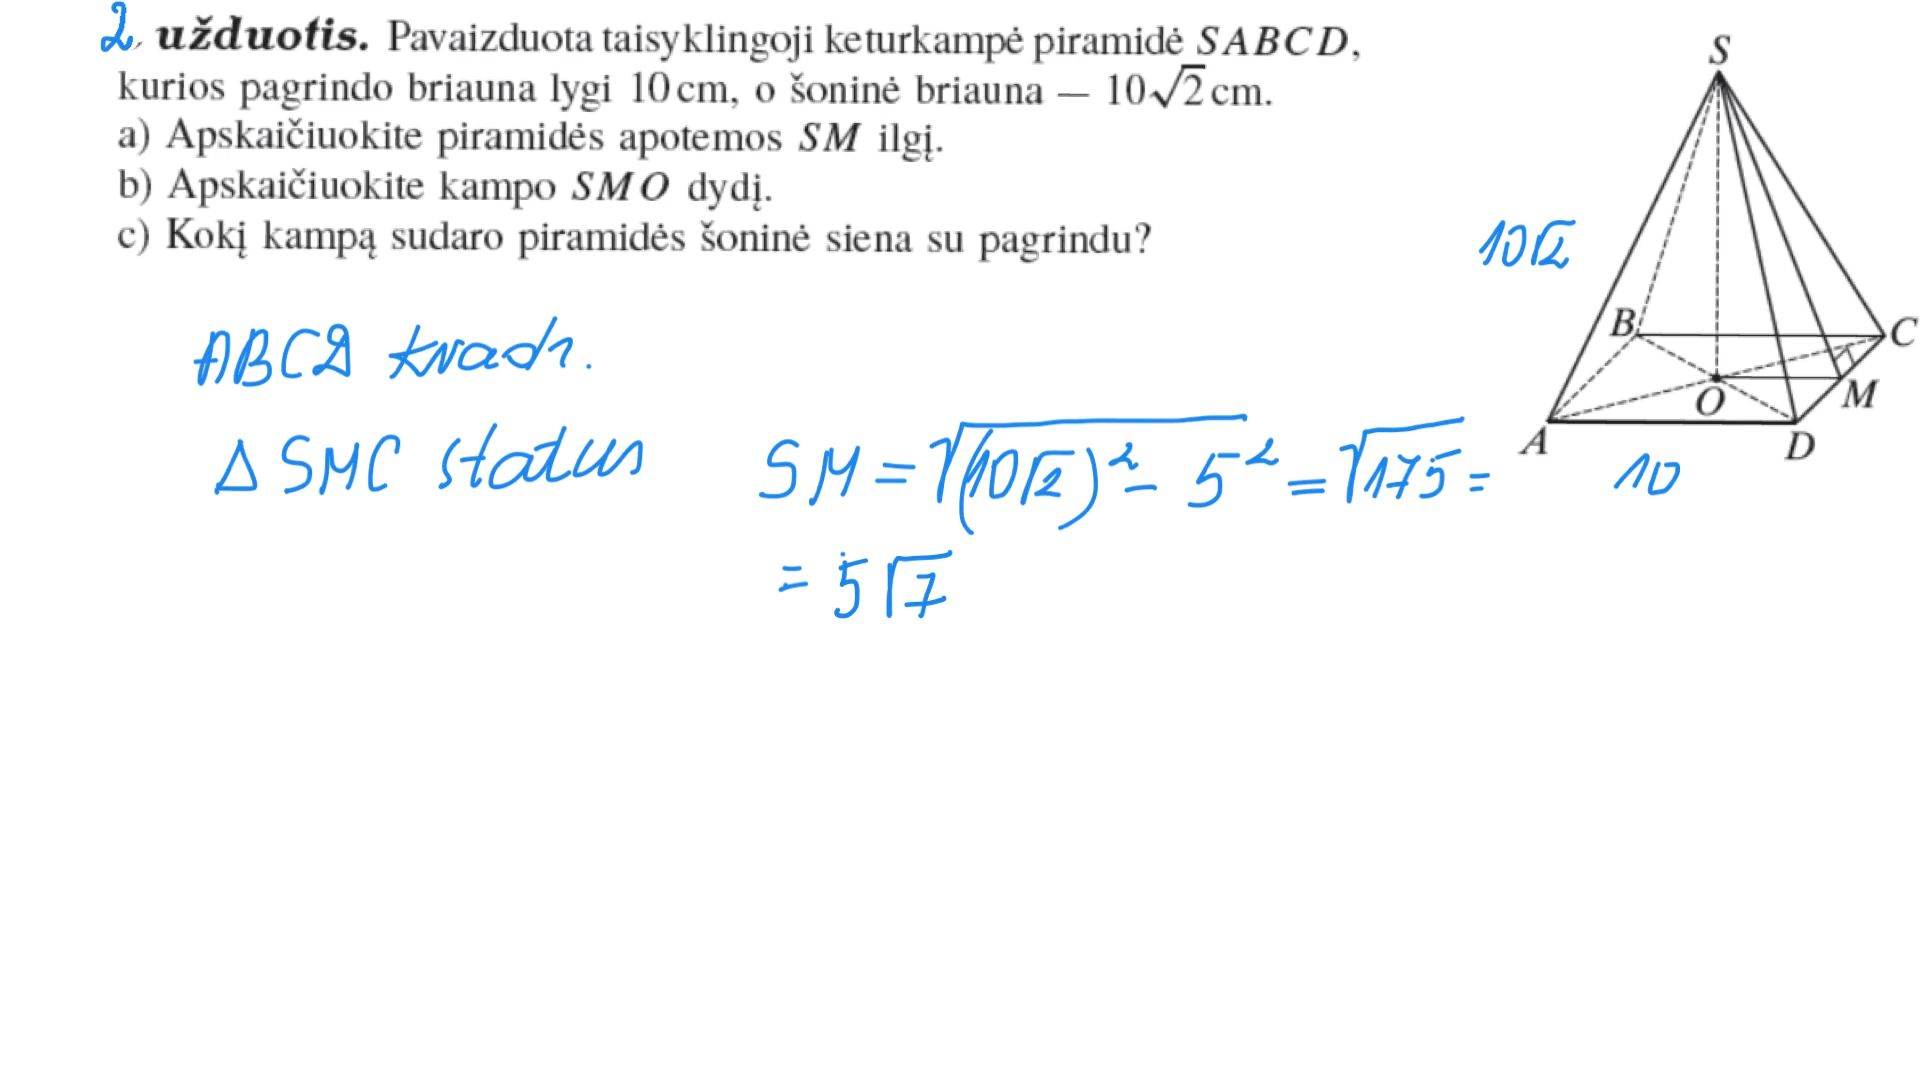 2. užduotis. Pavaizduota taisyklingoji keturkampė piramidė SABCD,
kurios pagrindo briauna lygi 10 cm, o šoninė briauna — 10√2 cm.
a) Apskaičiuokite piramidės apotemos SM ilgį.
b) Apskaičiuokite kampo SMO dydį.
c) Kokį kampą sudaro piramidės šoninė siena su pagrindu?
S
10√2
B
C
O
M
A
D
10
ABCD kvadr.
Δ SMC status
SM = √((10√2)² - 5²) = √175 =
= 5√7